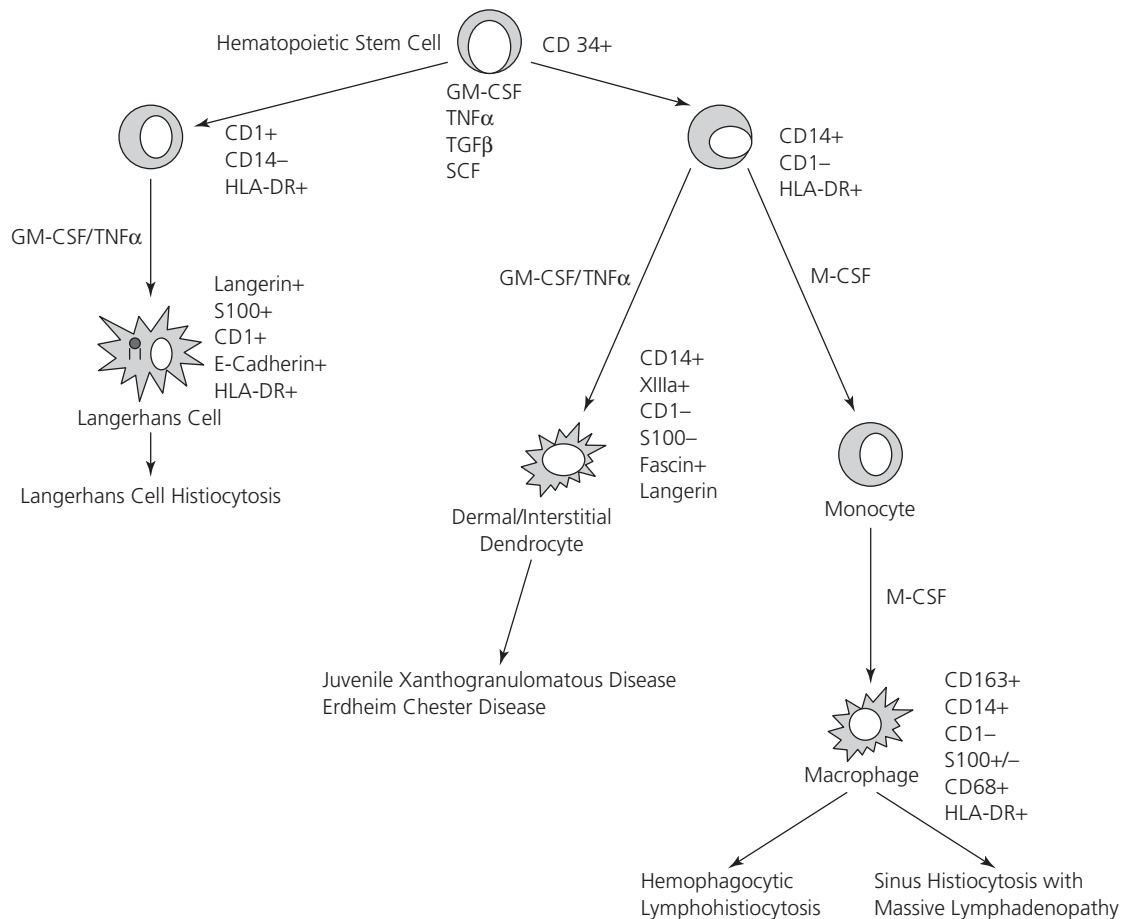 Hematopoietic Stem Cell
CD 34+
GM-CSF
TNFα
TGFβ
SCF
CD1+
CD14–
HLA-DR+
CD14+
CD1–
HLA-DR+
GM-CSF/TNFα
Langerin+
S100+
CD1+
E-Cadherin+
HLA-DR+
Langerhans Cell
Langerhans Cell Histiocytosis
GM-CSF/TNFα
M-CSF
CD14+
XIIIa+
CD1–
S100–
Fascin+
Langerin
Dermal/Interstitial
Dendrocyte
Monocyte
M-CSF
Juvenile Xanthogranulomatous Disease
Erdheim Chester Disease
CD163+
CD14+
CD1–
S100+/–
CD68+
HLA-DR+
Macrophage
Hemophagocytic
Lymphohistiocytosis
Sinus Histiocytosis with
Massive Lymphadenopathy